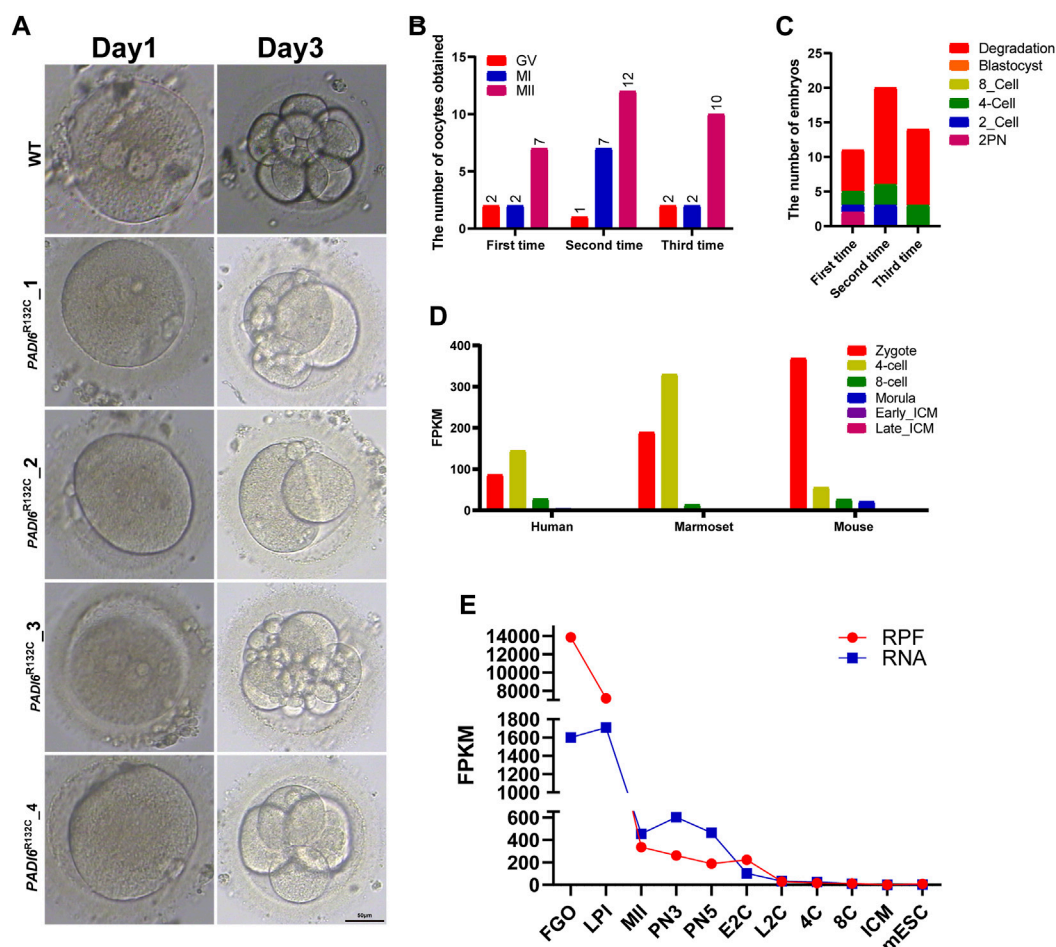 A
Day1
Day3
WT
PADI6R132C_1
PADI6R132C_2
PADI6R132C_3
PADI6R132C_4
50μm
B
The number of oocytes obtained
15
10
5
0
GV
MI
MII
2
2
7
1
7
12
2
2
10
First time
Second time
Third time
C
The number of embryos
25
20
15
10
5
0
Degradation
Blastocyst
8_Cell
4-Cell
2_Cell
2PN
First time
Second time
Third time
D
FPKM
400
300
200
100
0
Zygote
4-cell
8-cell
Morula
Early_ICM
Late_ICM
Human
Marmoset
Mouse
E
FPKM
14000
12000
10000
8000
1800
1600
1400
1200
1000
600
400
200
0
RPF
RNA
FGO
LPI
MII
PN3
PN5
E2C
L2C
4C
8C
ICM
mESC